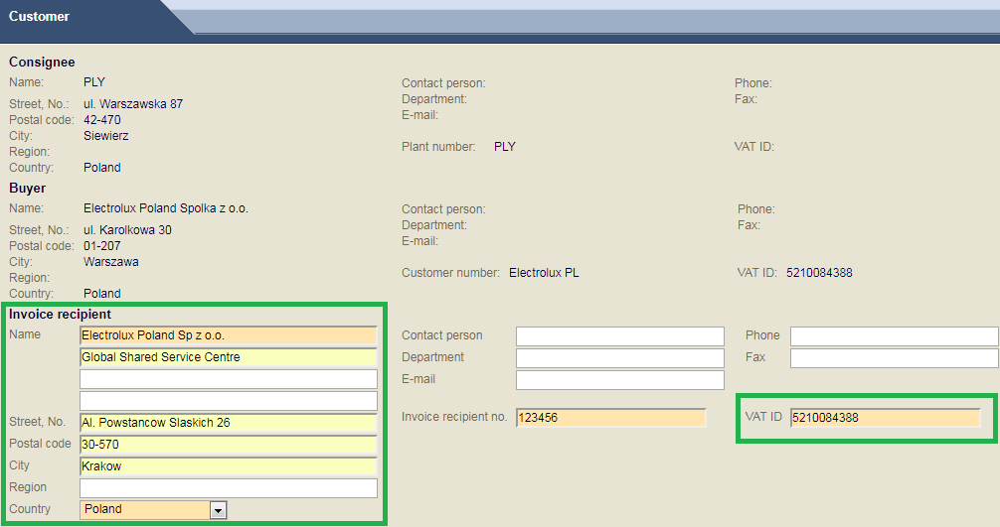 Customer
Consignee
Name: PLY Contact person: Phone:
Street, No.: ul. Warszawska 87 Department: Fax:
Postal code: 42-470 E-mail:
City: Siewierz
Region: Plant number: PLY VAT ID:
Country: Poland
Buyer
Name: Electrolux Poland Spolka z o.o. Contact person: Phone:
Street, No.: ul. Karolkowa 30 Department: Fax:
Postal code: 01-207 E-mail:
City: Warszawa
Region: Customer number: Electrolux PL VAT ID: 5210084388
Country: Poland
Invoice recipient
Name Electrolux Poland Sp z o.o. Contact person Phone
Global Shared Service Centre Department Fax
E-mail
Street, No. Al. Powstancow Slaskich 26 Invoice recipient no. 123456 VAT ID 5210084388
Postal code 30-570
City Krakow
Region
Country Poland